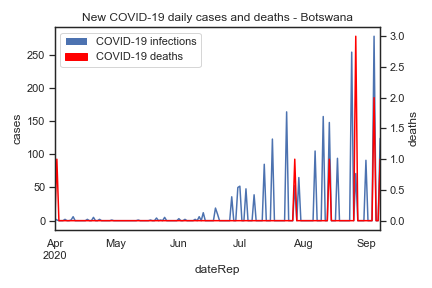 New COVID-19 daily cases and deaths - Botswana
COVID-19 infections
COVID-19 deaths
250
200
150
100
50
0
cases
3.0
2.5
2.0
1.5
1.0
0.5
0.0
deaths
Apr May Jun Jul Aug Sep
2020
dateRep